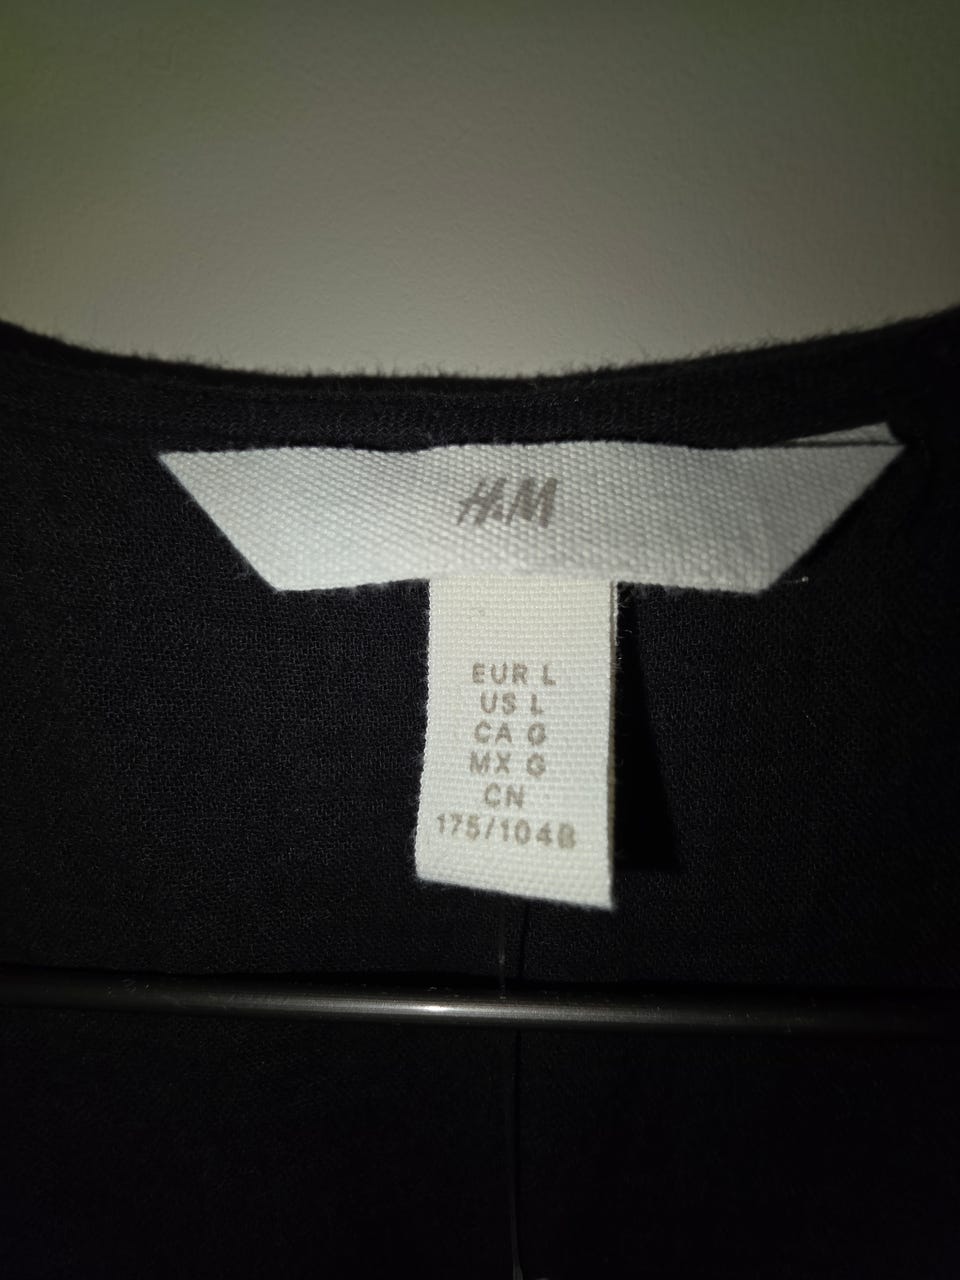 H&M
EUR L
US L
CA G
MX G
CN
175/104B